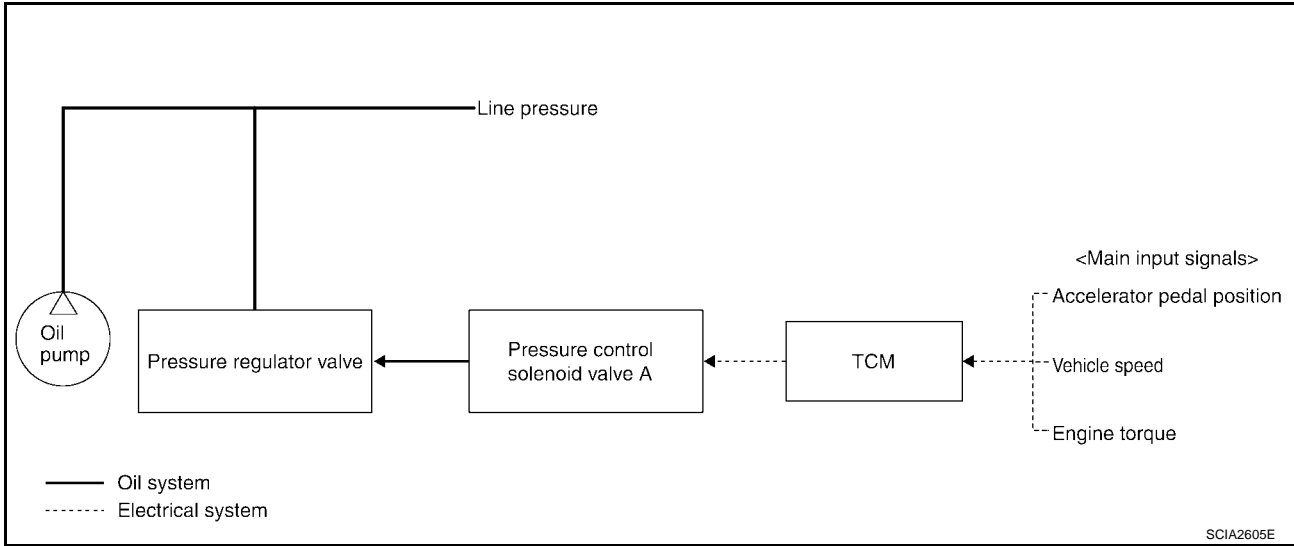 Line pressure
<Main input signals>
Accelerator pedal position
Oil
pump
Pressure regulator valve
Pressure control
solenoid valve A
TCM
Vehicle speed
Engine torque
Oil system
Electrical system
SCIA2605E